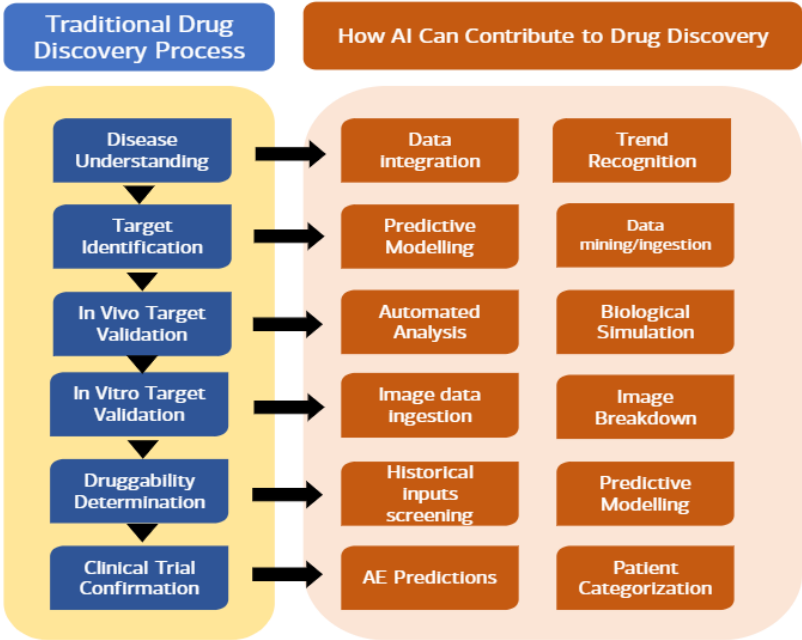 Traditional Drug
Discovery Process
How AI Can Contribute to Drug Discovery
Disease
Understanding
Data
integration
Trend
Recognition
Target
Identification
Predictive
Modelling
Data
mining/ingestion
In Vivo Target
Validation
Automated
Analysis
Biological
Simulation
In Vitro Target
Validation
Image data
ingestion
Image
Breakdown
Druggability
Determination
Historical
inputs
screening
Predictive
Modelling
Clinical Trial
Confirmation
AE Predictions
Patient
Categorization